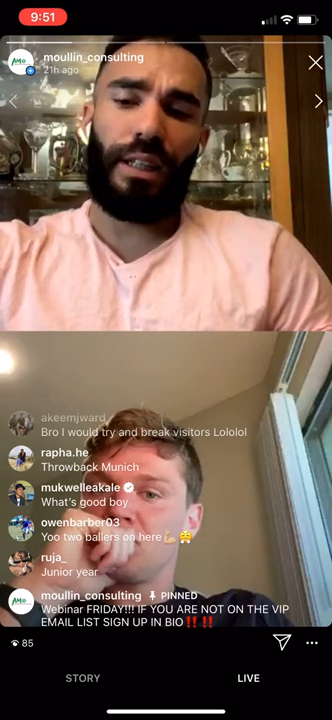 9:51
moullin_consulting
21h ago
akeemjward
Bro I would try and break visitors Lololol
rapha.he
Throwback Munich
mukwelleakale
What's good boy
owenbarber03
Yoo two ballers on here💪🏼😤
ruja_
Junior year
moullin_consulting PINNED
Webinar FRIDAY!!! IF YOU ARE NOT ON THE VIP
EMAIL LIST SIGN UP IN BIO‼️‼️
85
STORY LIVE